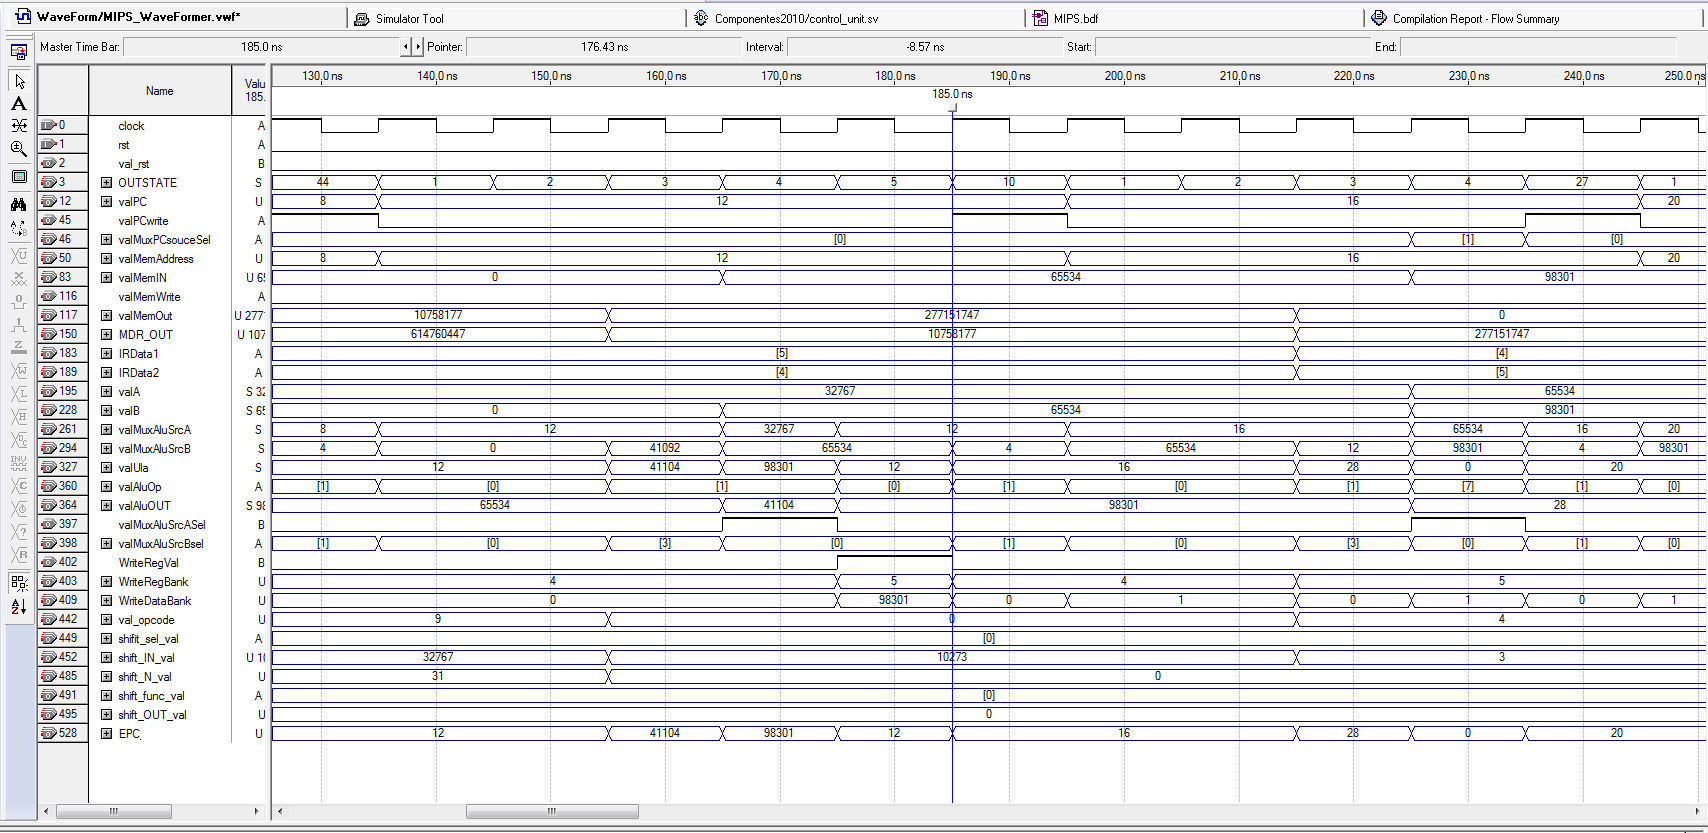 WaveForm/MIPS_WaveFormer.vwf* Simulator Tool Componentes2010/control_unit.sv MIPS.bdf Compilation Report - Flow Summary
Master Time Bar: 185.0 ns Pointer: 176.43 ns Interval: -8.57 ns Start: End:
Name Valu 185. 130.0 ns 140.0 ns 150.0 ns 160.0 ns 170.0 ns 180.0 ns 190.0 ns 200.0 ns 210.0 ns 220.0 ns 230.0 ns 240.0 ns 250.0 ns
185.0 ns
0 clock A
1 rst A
2 val_rst B
3 OUTSTATE S 44 1 2 3 4 5 10 1 2 3 4 27 1
12 valPC U 8 12 16 20
45 valPCwrite A
46 valMuxPCsouceSel A [0] [1] [0]
50 valMemAddress U 8 12 16 20
83 valMemIN U 65 0 65534 98301
116 valMemWrite A
117 valMemOut U 277 10758177 277151747 0
150 MDR_OUT U 107 614760447 10758177 277151747
183 IRData1 A [5] [4]
189 IRData2 A [4] [5]
195 valA S 32 32767 65534
228 valB S 65 0 65534 98301
261 valMuxAluSrcA S 8 12 32767 12 16 65534 16 20
294 valMuxAluSrcB S 4 0 41092 65534 4 65534 12 98301 4 98301
327 valUla S 12 41104 98301 12 16 28 0 20
360 valAluOp A [1] [0] [1] [0] [1] [0] [1] [7] [1] [0]
364 valAluOUT S 98 65534 41104 98301 28
397 valMuxAluSrcASel B
398 valMuxAluSrcBsel A [1] [0] [3] [0] [1] [0] [3] [0] [1] [0]
402 WriteRegVal B
403 WriteRegBank U 4 5 4 5
409 WriteDataBank U 0 98301 0 1 0 1 0 1
442 val_opcode U 9 0 4
449 shifit_sel_val A [0]
452 shift_IN_val U 10 32767 10273 3
485 shift_N_val U 31 0
491 shift_func_val A [0]
495 shift_OUT_val U 0
528 EPC U 12 41104 98301 12 16 28 0 20